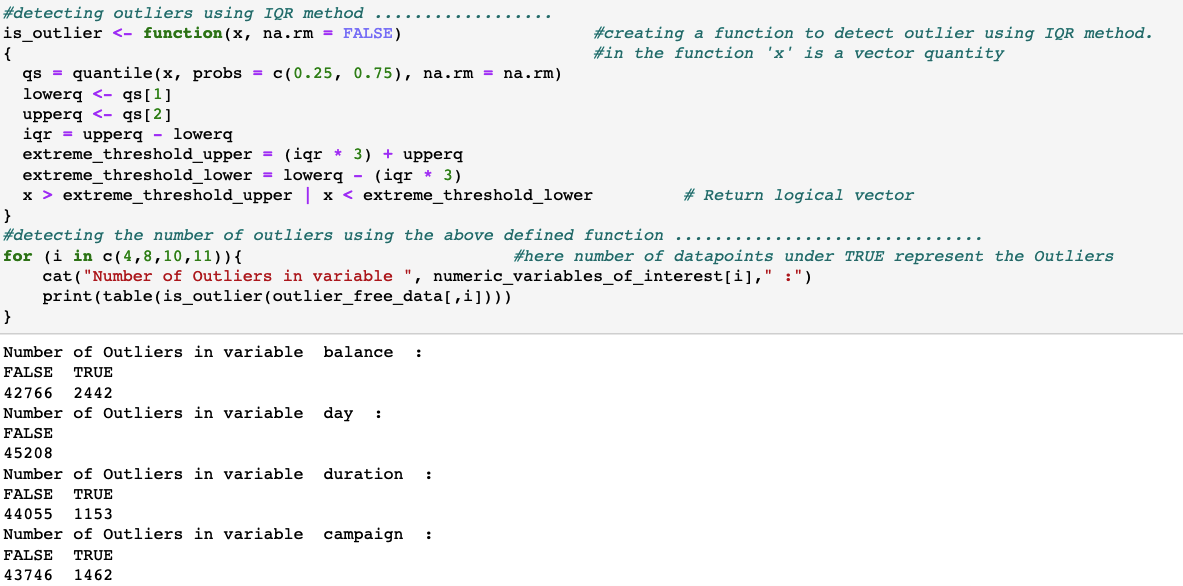 #detecting outliers using IQR method ..................
is_outlier <- function(x, na.rm = FALSE) #creating a function to detect outlier using IQR method.
{ #in the function 'x' is a vector quantity
qs = quantile(x, probs = c(0.25, 0.75), na.rm = na.rm)
lowerq <- qs[1]
upperq <- qs[2]
iqr = upperq - lowerq
extreme_threshold_upper = (iqr * 3) + upperq
extreme_threshold_lower = lowerq - (iqr * 3)
x > extreme_threshold_upper | x < extreme_threshold_lower # Return logical vector
}
#detecting the number of outliers using the above defined function ...............................
for (i in c(4,8,10,11)){ #here number of datapoints under TRUE represent the Outliers
cat("Number of Outliers in variable ", numeric_variables_of_interest[i]," :")
print(table(is_outlier(outlier_free_data[,i])))
}
Number of Outliers in variable  balance  :
FALSE  TRUE
42766  2442
Number of Outliers in variable  day  :
FALSE
45208
Number of Outliers in variable  duration  :
FALSE  TRUE
44055  1153
Number of Outliers in variable  campaign  :
FALSE  TRUE
43746  1462